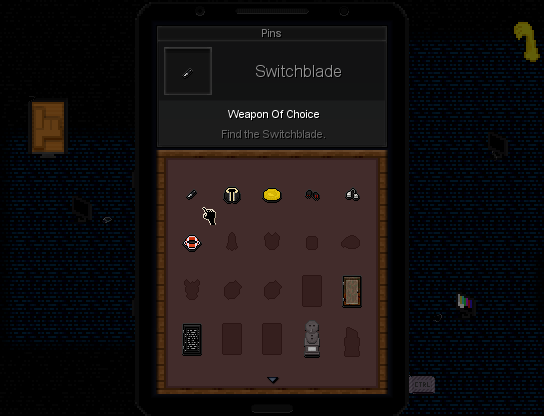 Pins
Switchblade
Weapon Of Choice
Find the Switchblade.
CTRL